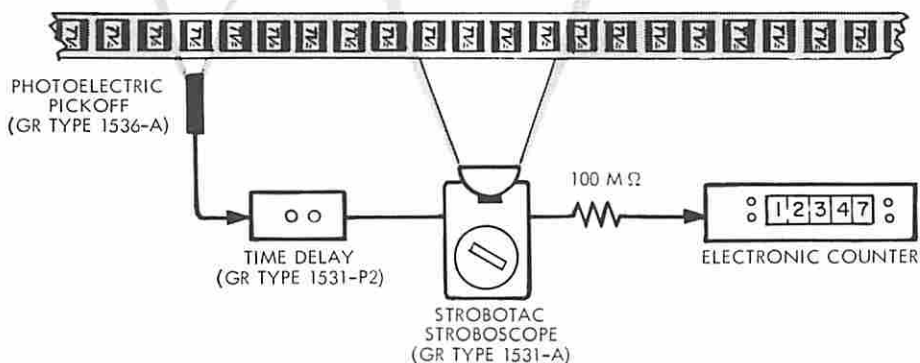 PHOTOELECTRIC
PICKOFF
(GR TYPE 1536-A)
TIME DELAY
(GR TYPE 1531-P2)
STROBOTAC
STROBOSCOPE
(GR TYPE 1531-A)
100 MΩ
12347
ELECTRONIC COUNTER